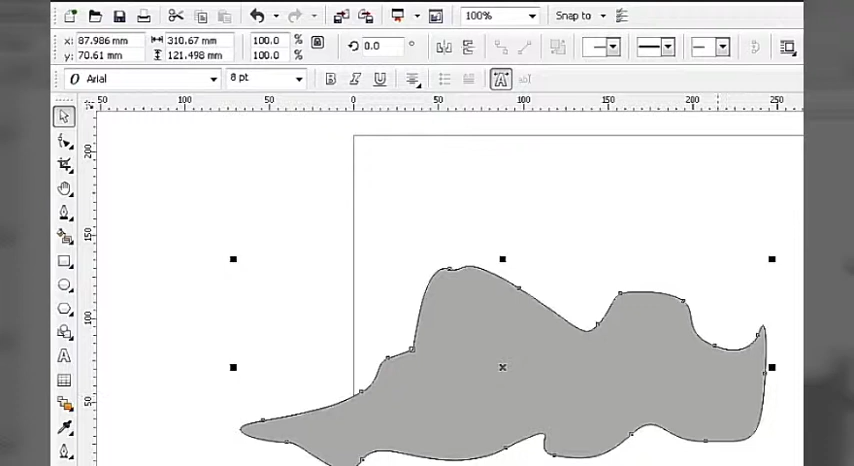 100% Snap to
x: 87.986 mm 310.67 mm 100.0 % 0.0 °
y: 70.61 mm 121.498 mm 100.0 %
O Arial 8 pt B I U A ab
50 100 50 0 50 100 150 200 250
200
150
100
50